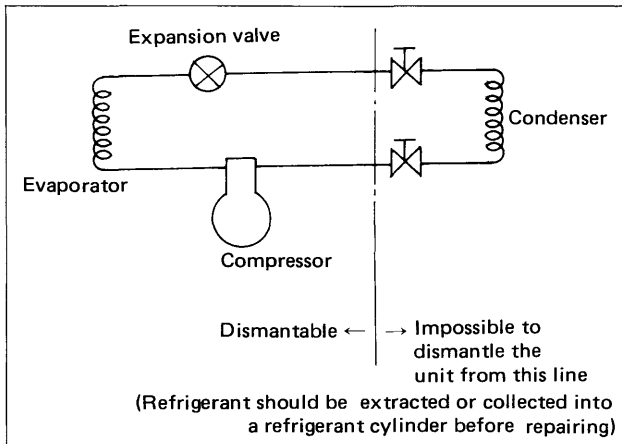 Expansion valve
Condenser
Evaporator
Compressor
Dismantable ← → Impossible to
dismantle the
unit from this line
(Refrigerant should be extracted or collected into
a refrigerant cylinder before repairing)